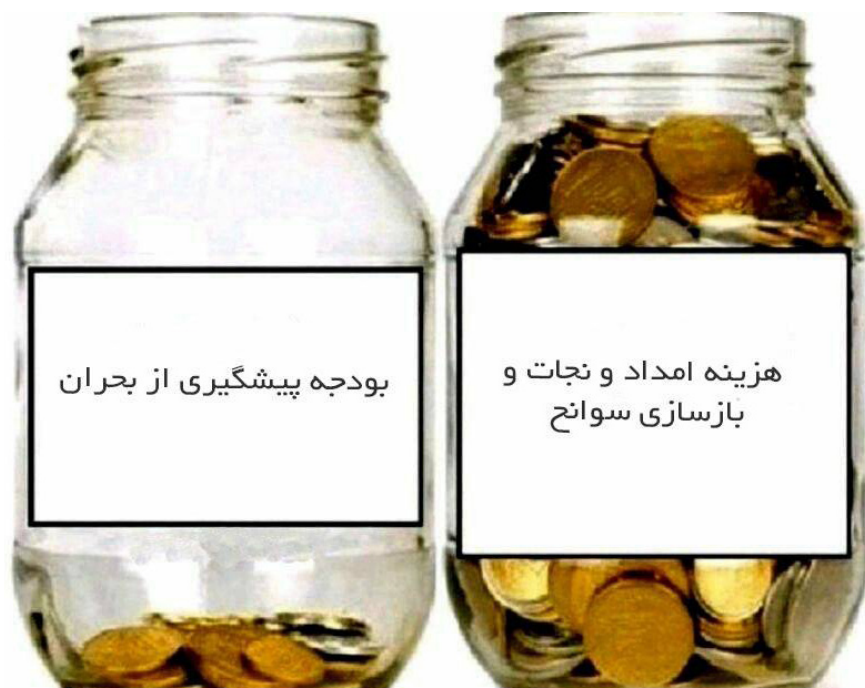 هزینه امداد و نجات و
بازسازی سوانح
بودجه پیشگیری از بحران